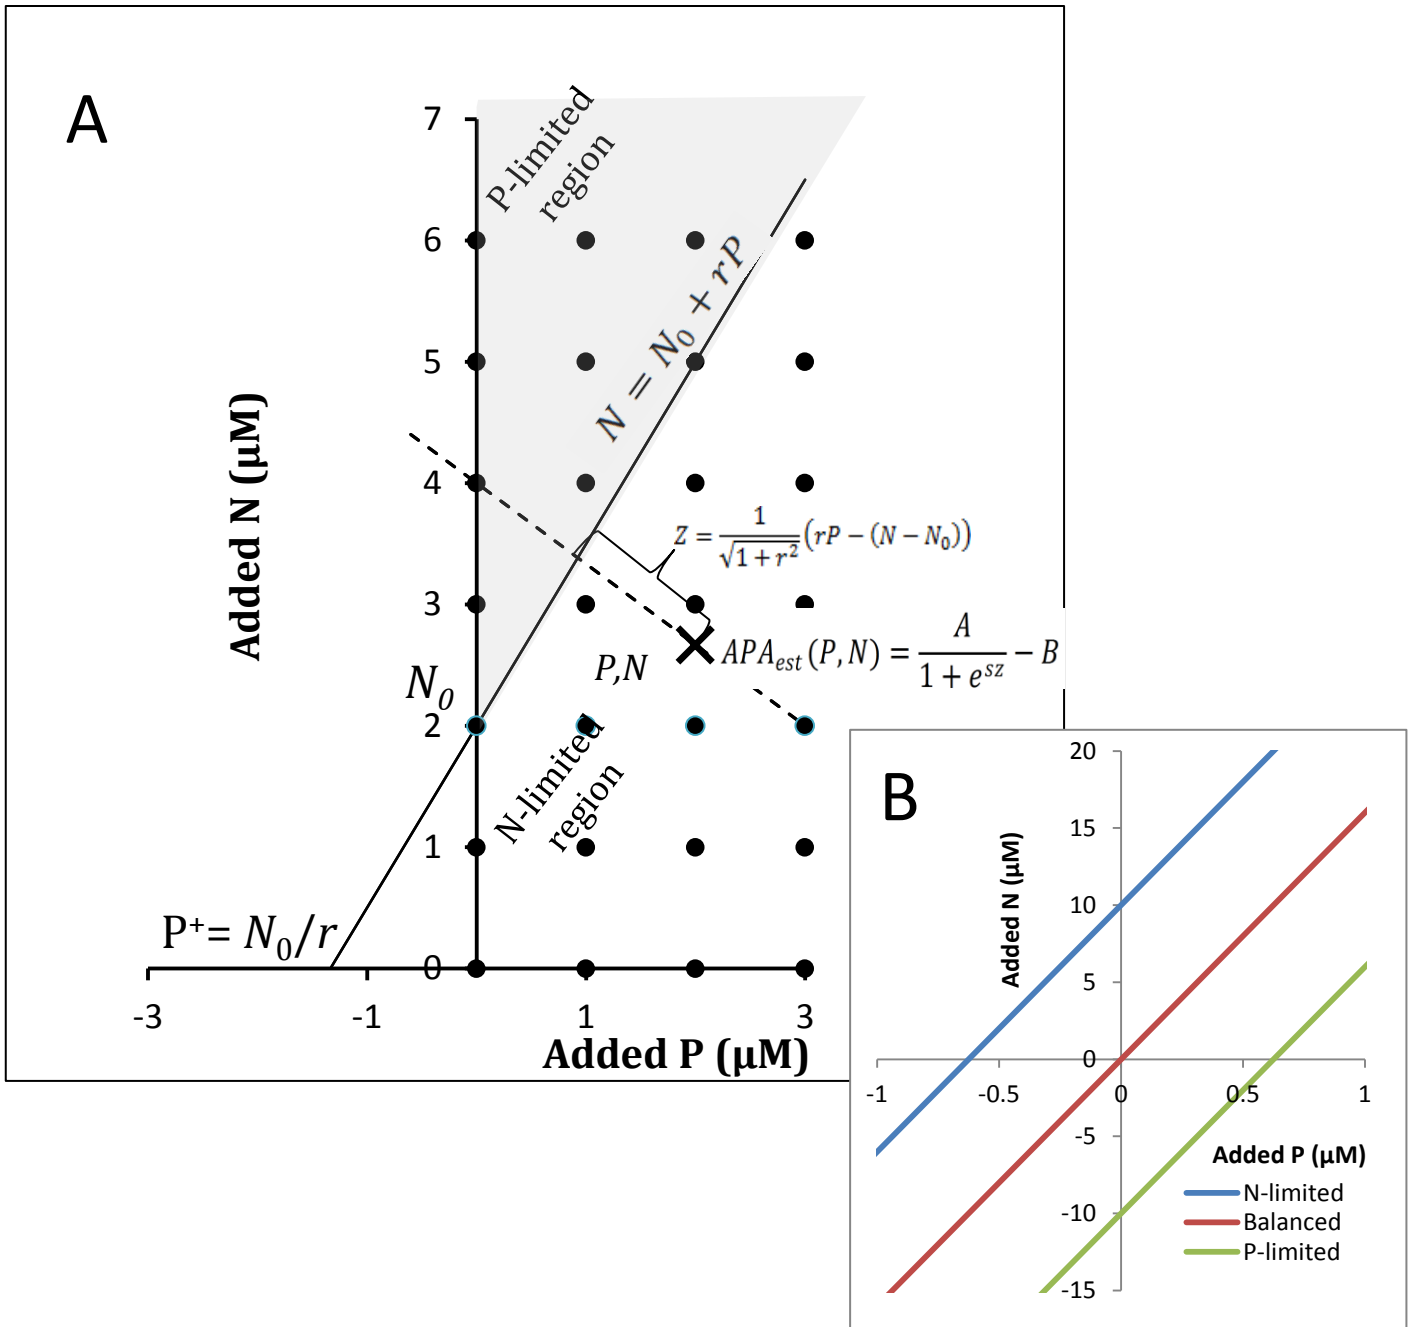 A
P-limited
region
7
6
5
4
3
2
1
0
Added N (µM)
N = N₀ + rP
Z = 1/√(1 + r²) (rP − (N − N₀))
P,N
APA_est(P, N) = A/(1 + e^{sz}) − B
N₀
N-limited
region
P⁺= N₀/r
-3 -1 1 3
Added P (µM)
B
20
15
10
5
0
-5
-10
-15
Added N (µM)
-1 -0.5 0 0.5 1
Added P (µM)
N-limited
Balanced
P-limited